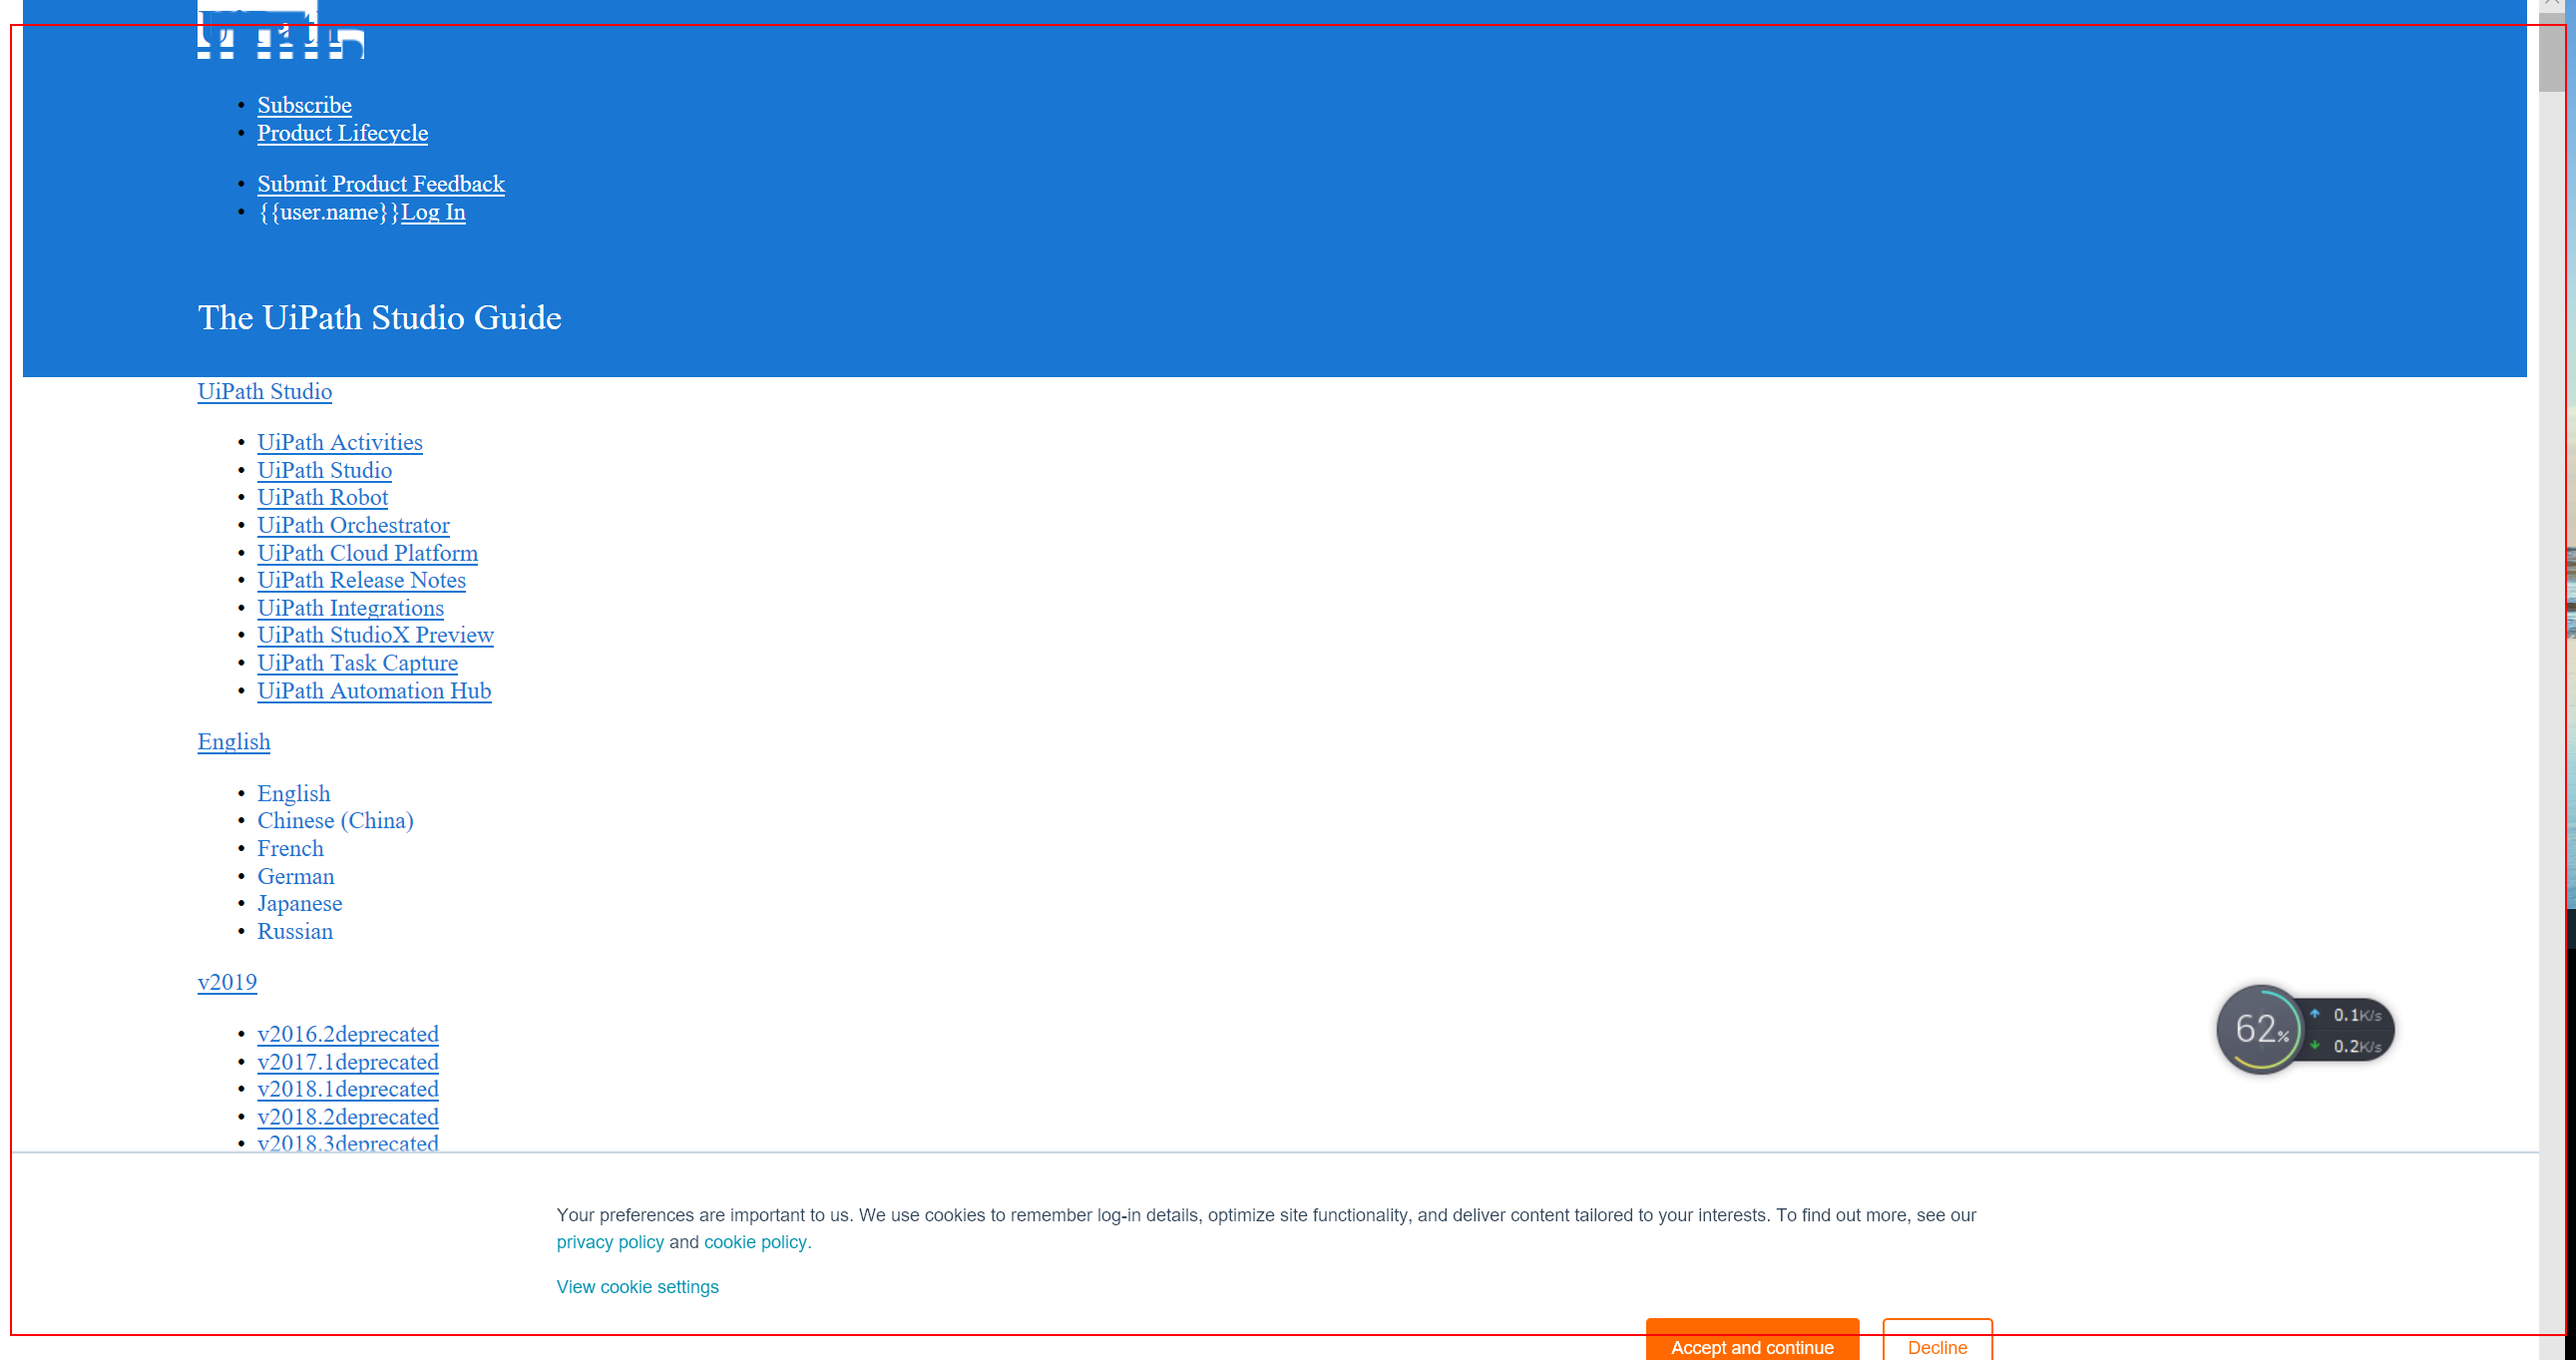 Subscribe
Product Lifecycle
Submit Product Feedback
{{user.name}}Log In
The UiPath Studio Guide
UiPath Studio
UiPath Activities
UiPath Studio
UiPath Robot
UiPath Orchestrator
UiPath Cloud Platform
UiPath Release Notes
UiPath Integrations
UiPath StudioX Preview
UiPath Task Capture
UiPath Automation Hub
English
English
Chinese (China)
French
German
Japanese
Russian
v2019
v2016.2deprecated
v2017.1deprecated
v2018.1deprecated
v2018.2deprecated
v2018.3deprecated
62%
0.1K/s
0.2K/s
Your preferences are important to us. We use cookies to remember log-in details, optimize site functionality, and deliver content tailored to your interests. To find out more, see our
privacy policy and cookie policy.
View cookie settings
Accept and continue
Decline